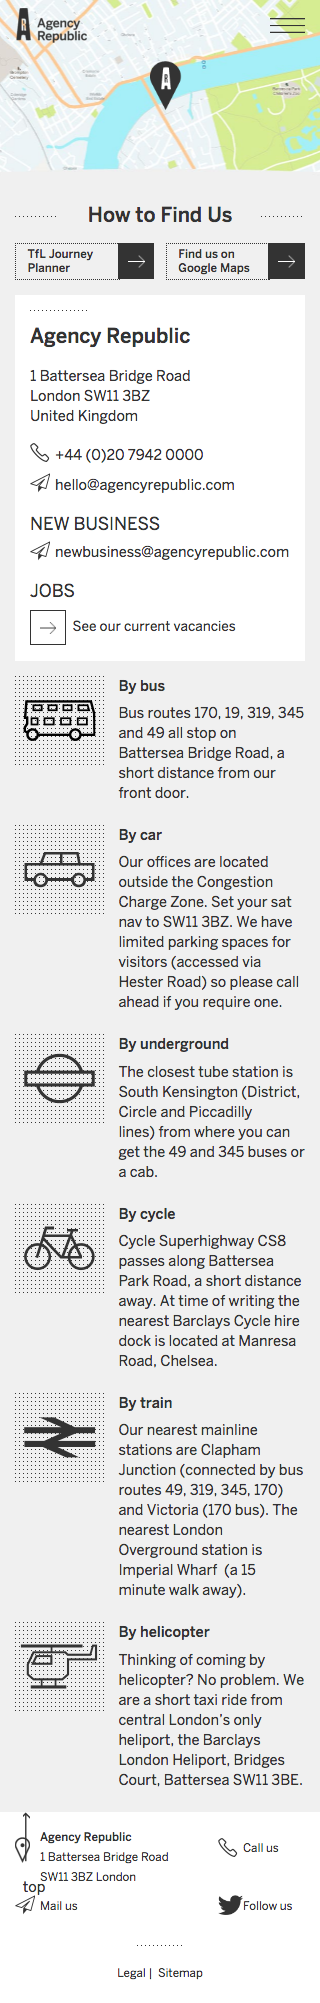 Agency
Republic
How to Find Us
TfL Journey
Planner
Find us on
Google Maps
Agency Republic
1 Battersea Bridge Road
London SW11 3BZ
United Kingdom
+44 (0)20 7942 0000
hello@agencyrepublic.com
NEW BUSINESS
newbusiness@agencyrepublic.com
JOBS
See our current vacancies
By bus
Bus routes 170, 19, 319, 345
and 49 all stop on
Battersea Bridge Road, a
short distance from our
front door.
By car
Our offices are located
outside the Congestion
Charge Zone. Set your sat
nav to SW11 3BZ. We have
limited parking spaces for
visitors (accessed via
Hester Road) so please call
ahead if you require one.
By underground
The closest tube station is
South Kensington (District,
Circle and Piccadilly
lines) from where you can
get the 49 and 345 buses or
a cab.
By cycle
Cycle Superhighway CS8
passes along Battersea
Park Road, a short distance
away. At time of writing the
nearest Barclays Cycle hire
dock is located at Manresa
Road, Chelsea.
By train
Our nearest mainline
stations are Clapham
Junction (connected by bus
routes 49, 319, 345, 170)
and Victoria (170 bus). The
nearest London
Overground station is
Imperial Wharf (a 15
minute walk away).
By helicopter
Thinking of coming by
helicopter? No problem. We
are a short taxi ride from
central London's only
heliport, the Barclays
London Heliport, Bridges
Court, Battersea SW11 3BE.
Agency Republic
1 Battersea Bridge Road
SW11 3BZ London
Call us
top
Mail us
Follow us
Legal | Sitemap